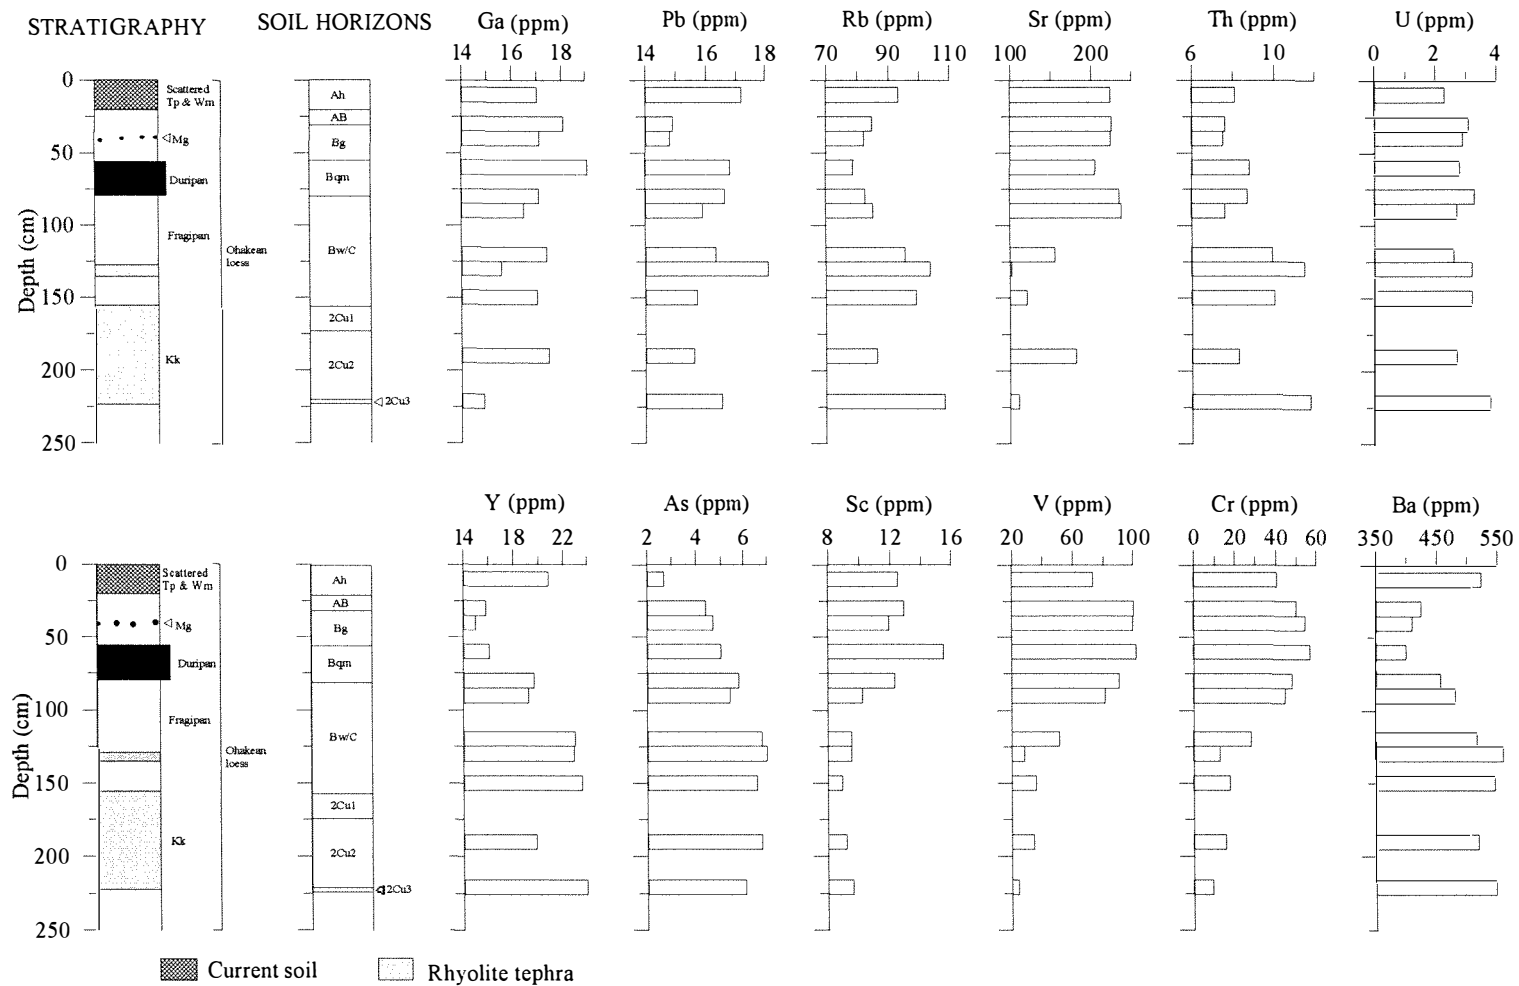 STRATIGRAPHY SOIL HORIZONS Ga (ppm) Pb (ppm) Rb (ppm) Sr (ppm) Th (ppm) U (ppm)
14 16 18 14 16 18 70 90 110 100 200 6 10 0 2 4
0
50
100
150
200
250
Depth (cm)
Scattered
Tp & Wm
Mg
Duripan
Fragipan
Ohakean
loess
Kk
Ah
AB
Bg
Bqm
Bw/C
2Cu1
2Cu2
2Cu3
Y (ppm) As (ppm) Sc (ppm) V (ppm) Cr (ppm) Ba (ppm)
14 18 22 2 4 6 8 12 16 20 60 100 0 20 40 60 350 450 550
0
50
100
150
200
250
Depth (cm)
Scattered
Tp & Wm
Mg
Duripan
Fragipan
Ohakean
loess
Kk
Ah
AB
Bg
Bqm
Bw/C
2Cu1
2Cu2
2Cu3
Current soil Rhyolite tephra